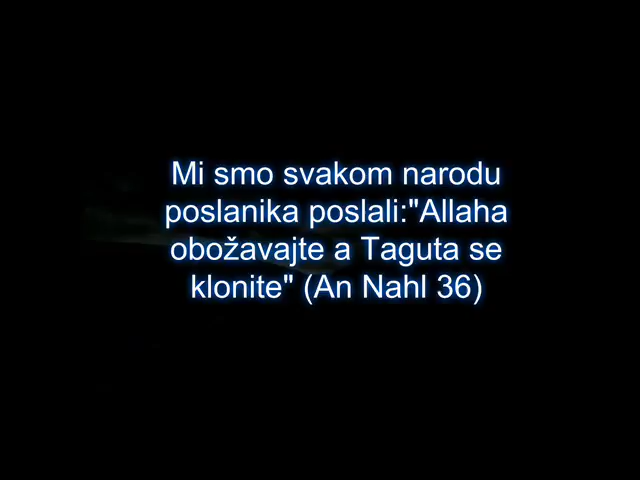 Mi smo svakom narodu
poslanika poslali:"Allaha
obožavajte a Taguta se
klonite" (An Nahl 36)